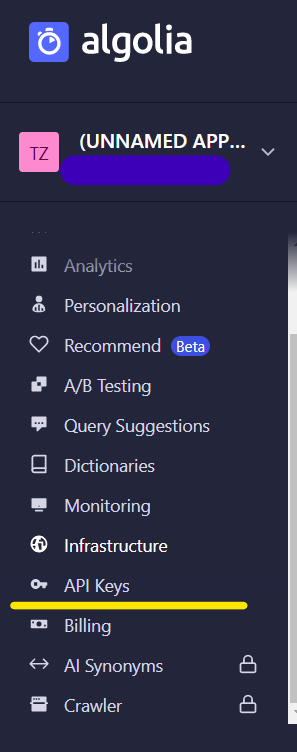 algolia
TZ
(UNNAMED APP...
...
Analytics
Personalization
Recommend Beta
A/B Testing
Query Suggestions
Dictionaries
Monitoring
Infrastructure
API Keys
Billing
AI Synonyms
Crawler